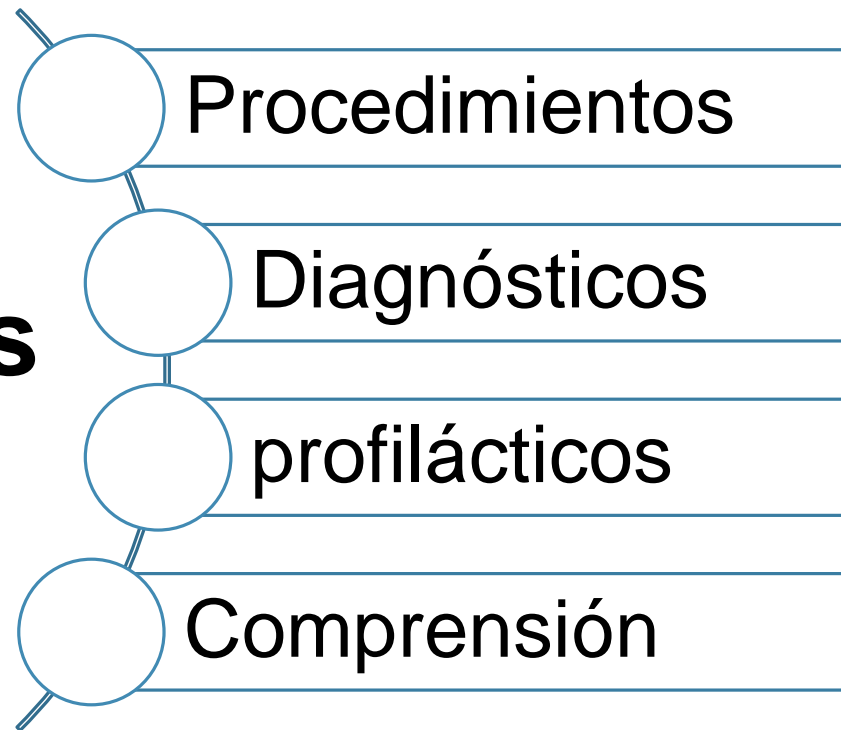 Procedimientos
Diagnósticos
s
profilácticos
Comprensión